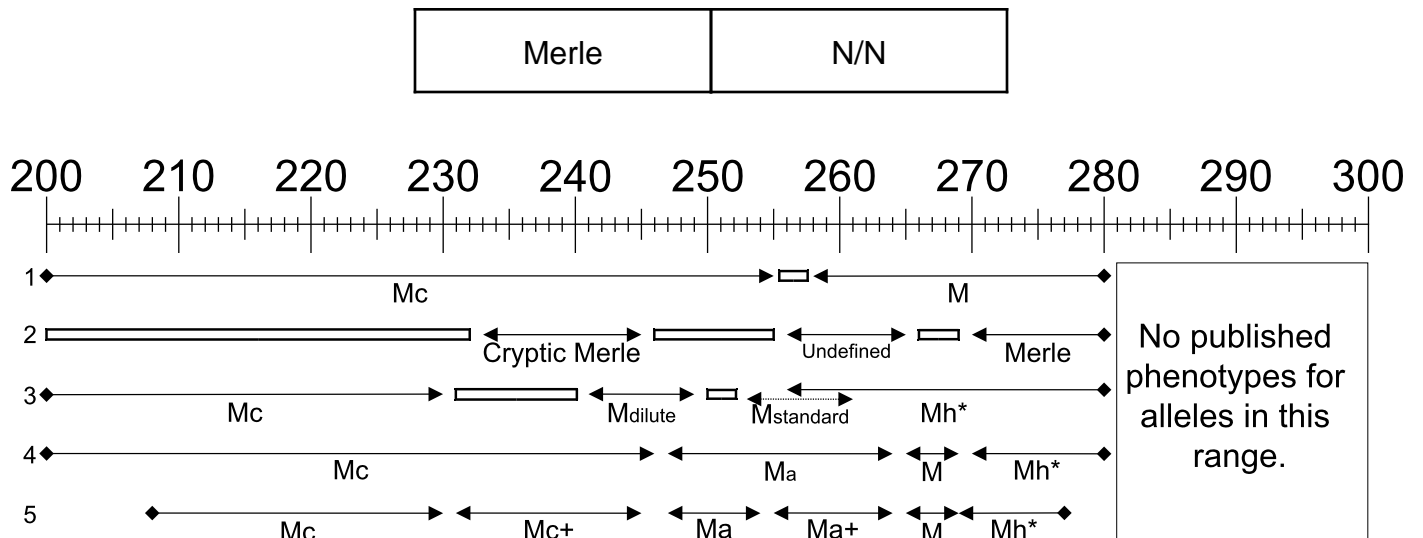 Merle N/N
200 210 220 230 240 250 260 270 280 290 300
1 Mc M
2 Cryptic Merle Undefined Merle
3 Mc Mdilute Mstandard Mh*
4 Mc Ma M Mh*
5 Mc Mc+ Ma Ma+ M Mh*
No published
phenotypes for
alleles in this
range.